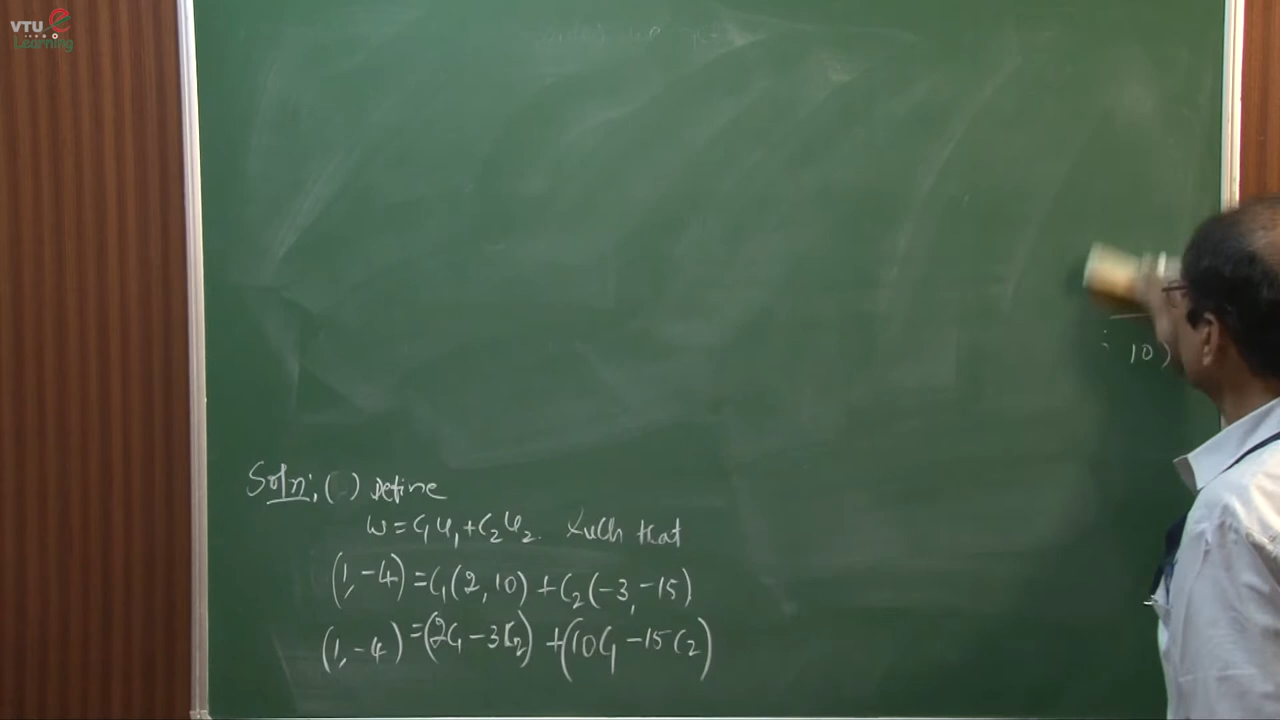 VTU e
Learning
10)
Soln:, ( ) Define
w = C₁u₁ + C₂u₂. such that
(1, -4) = C₁(2, 10) + C₂(-3, -15)
(1, -4) = (2C₁ - 3C₂) + (10C₁ - 15C₂)